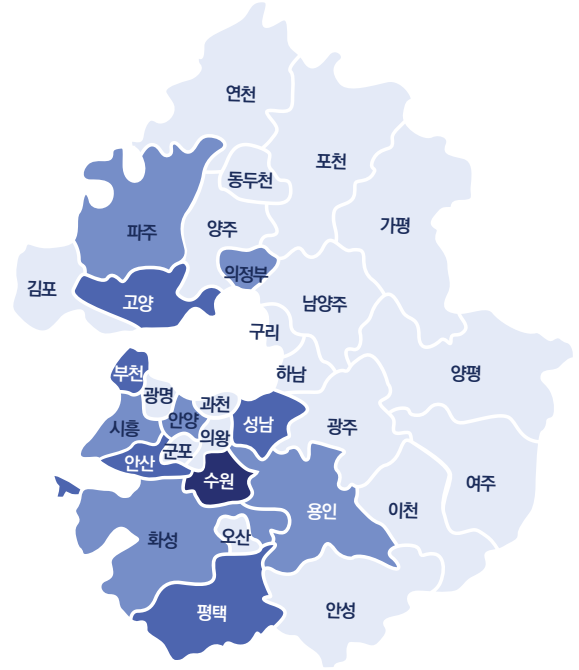 연천
포천
동두천
가평
양주
파주
의정부
김포
고양
남양주
구리
하남
양평
부천
광명
과천
안양
성남
시흥
의왕
광주
군포
안산
수원
여주
용인
이천
오산
화성
평택
안성